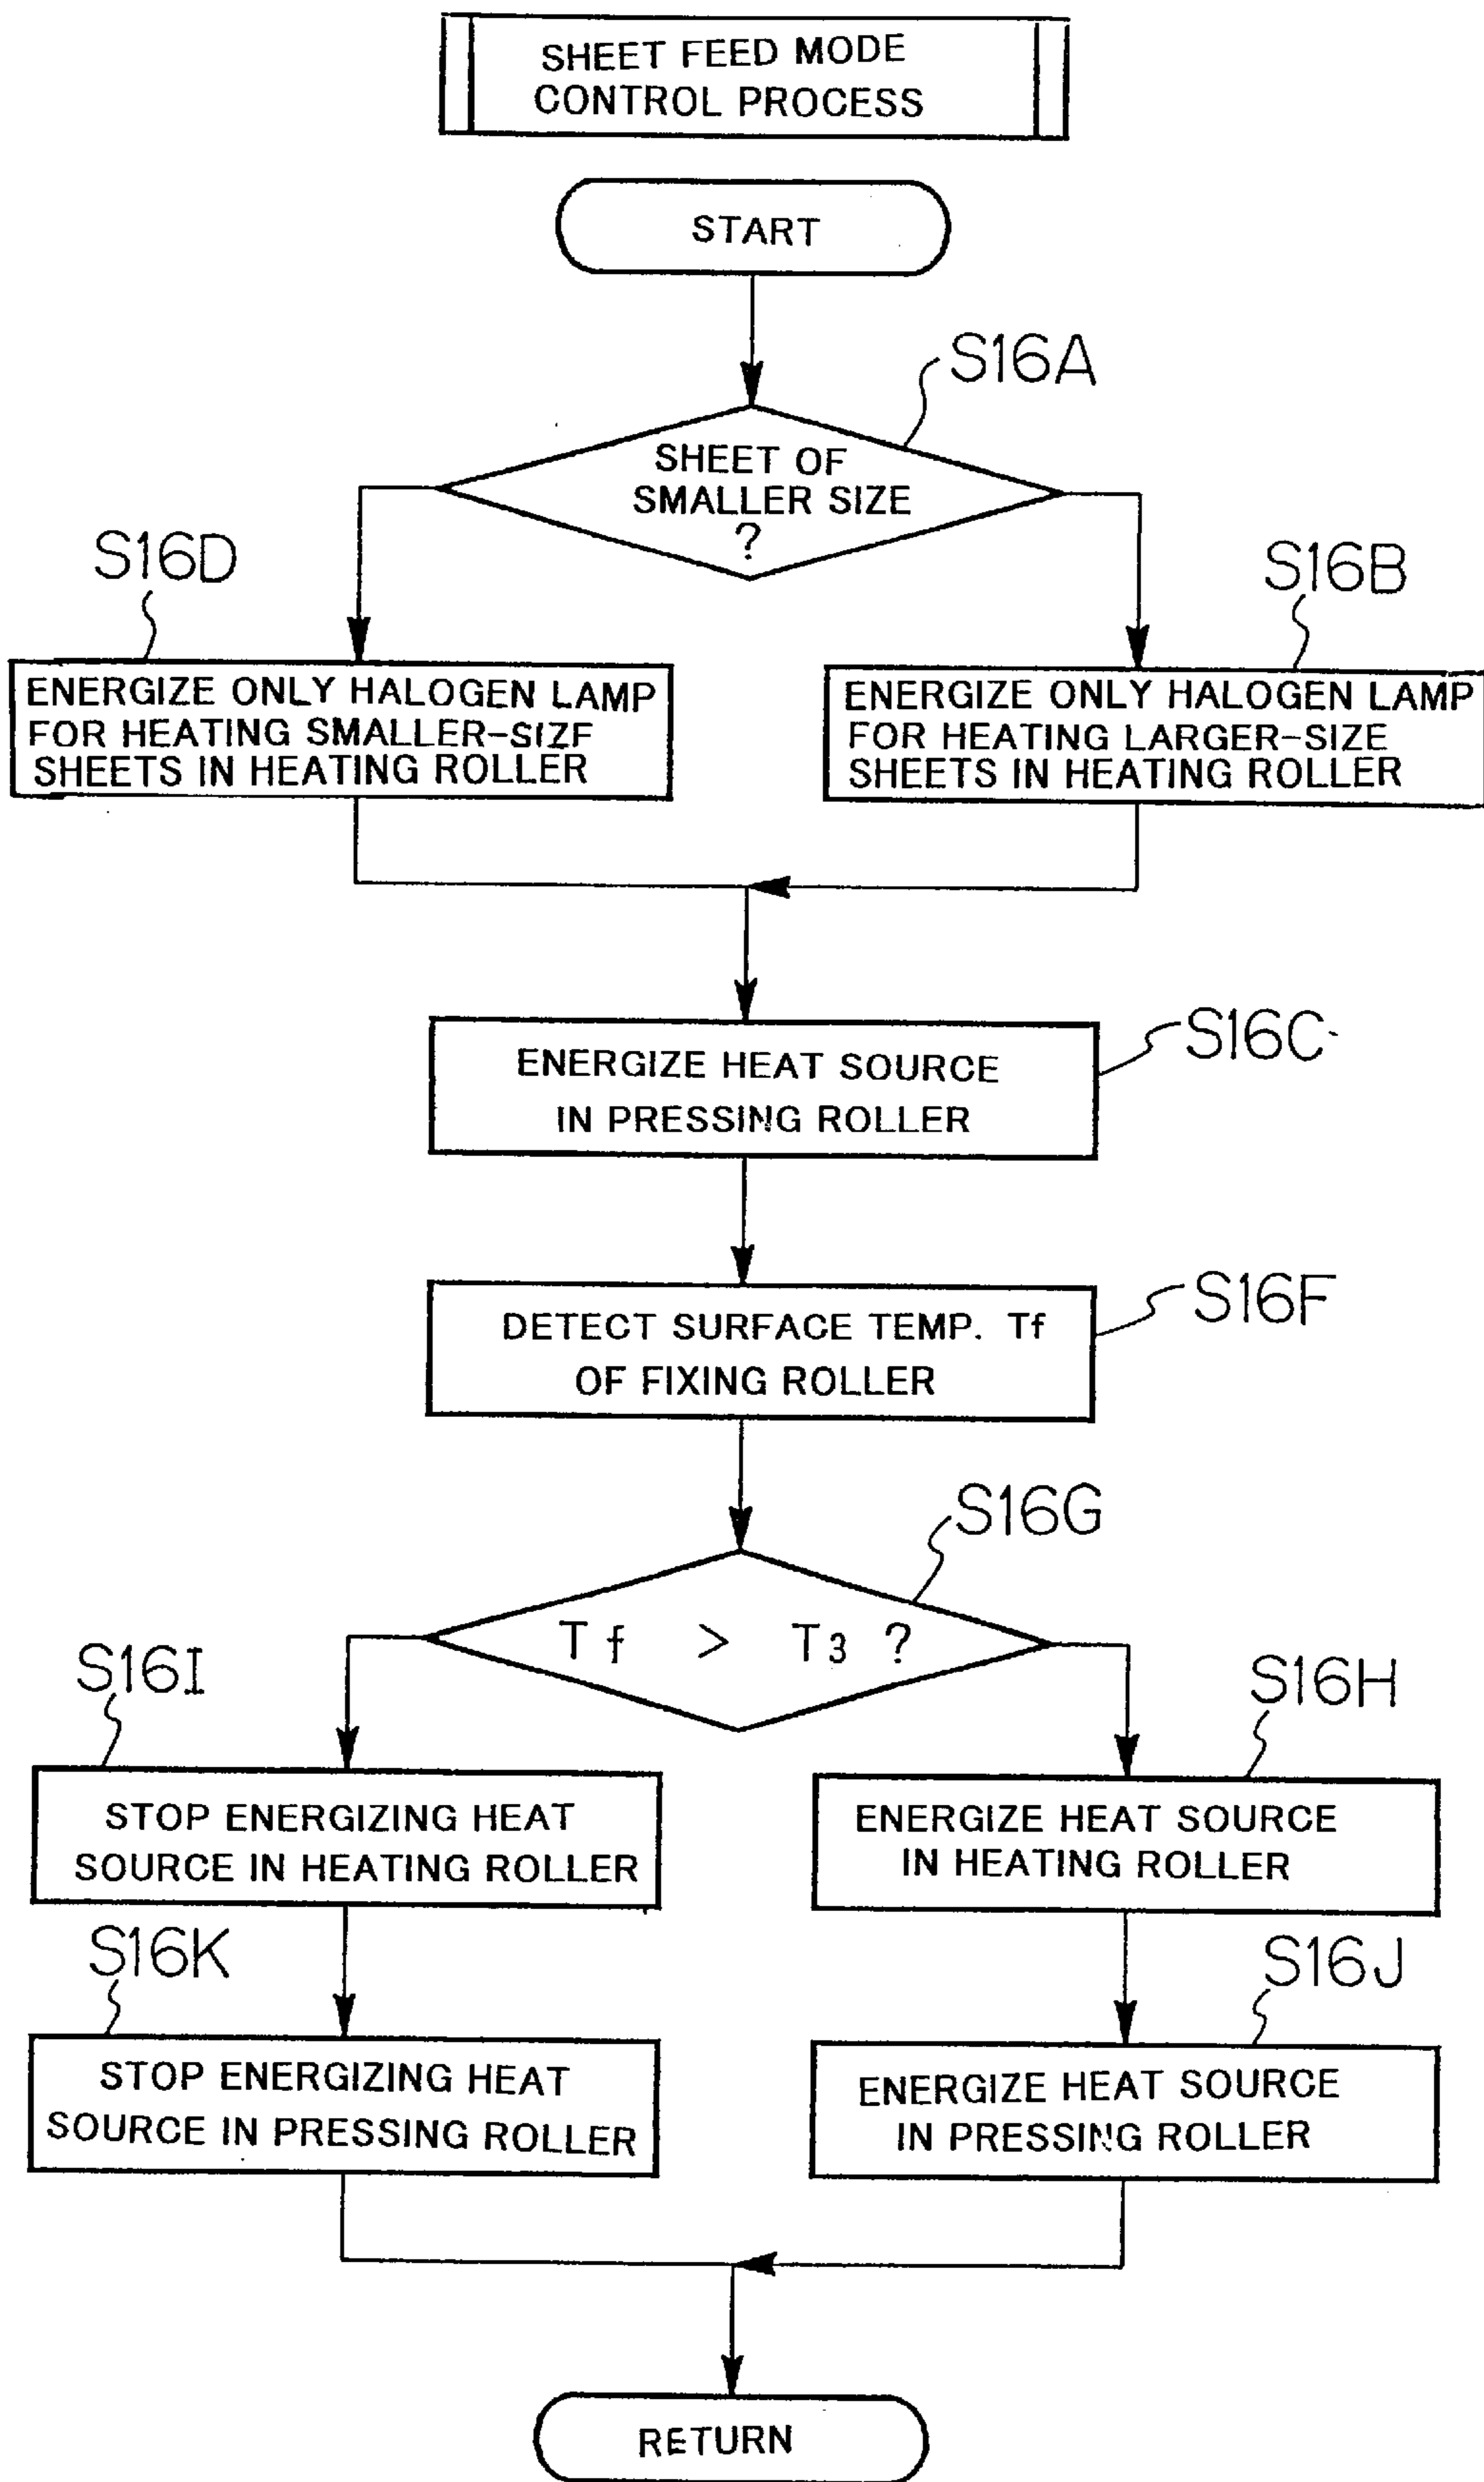 SHEET FEED MODE
CONTROL PROCESS
START
S16A
SHEET OF
SMALLER SIZE
?
S16D
S16B
ENERGIZE ONLY HALOGEN LAMP
FOR HEATING SMALLER-SIZF
SHEETS IN HEATING ROLLER
ENERGIZE ONLY HALOGEN LAMP
FOR HEATING LARGER-SIZE
SHEETS IN HEATING ROLLER
S16C
ENERGIZE HEAT SOURCE
IN PRESSING ROLLER
S16F
DETECT SURFACE TEMP. Tf
OF FIXING ROLLER
S16G
Tf > T3 ?
S16I
S16H
STOP ENERGIZING HEAT
SOURCE IN HEATING ROLLER
ENERGIZE HEAT SOURCE
IN HEATING ROLLER
S16K
S16J
STOP ENERGIZING HEAT
SOURCE IN PRESSING ROLLER
ENERGIZE HEAT SOURCE
IN PRESSING ROLLER
RETURN